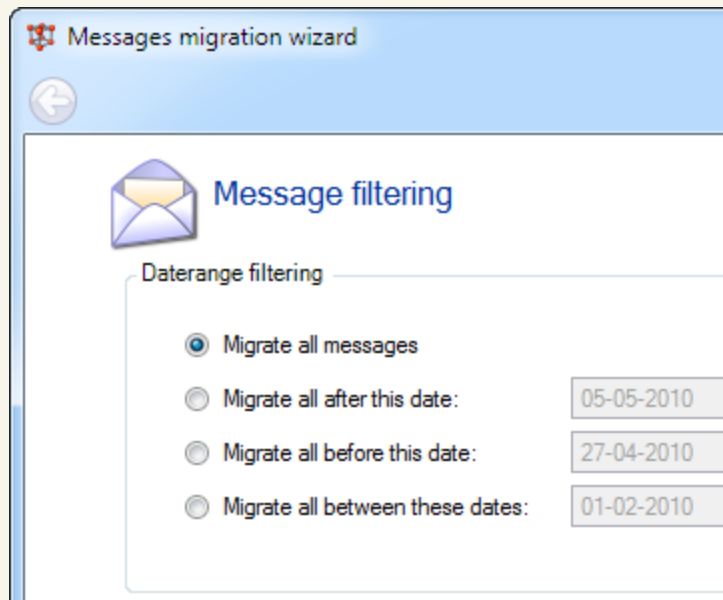 Messages migration wizard
Message filtering
Daterange filtering
Migrate all messages
Migrate all after this date: 05-05-2010
Migrate all before this date: 27-04-2010
Migrate all between these dates: 01-02-2010